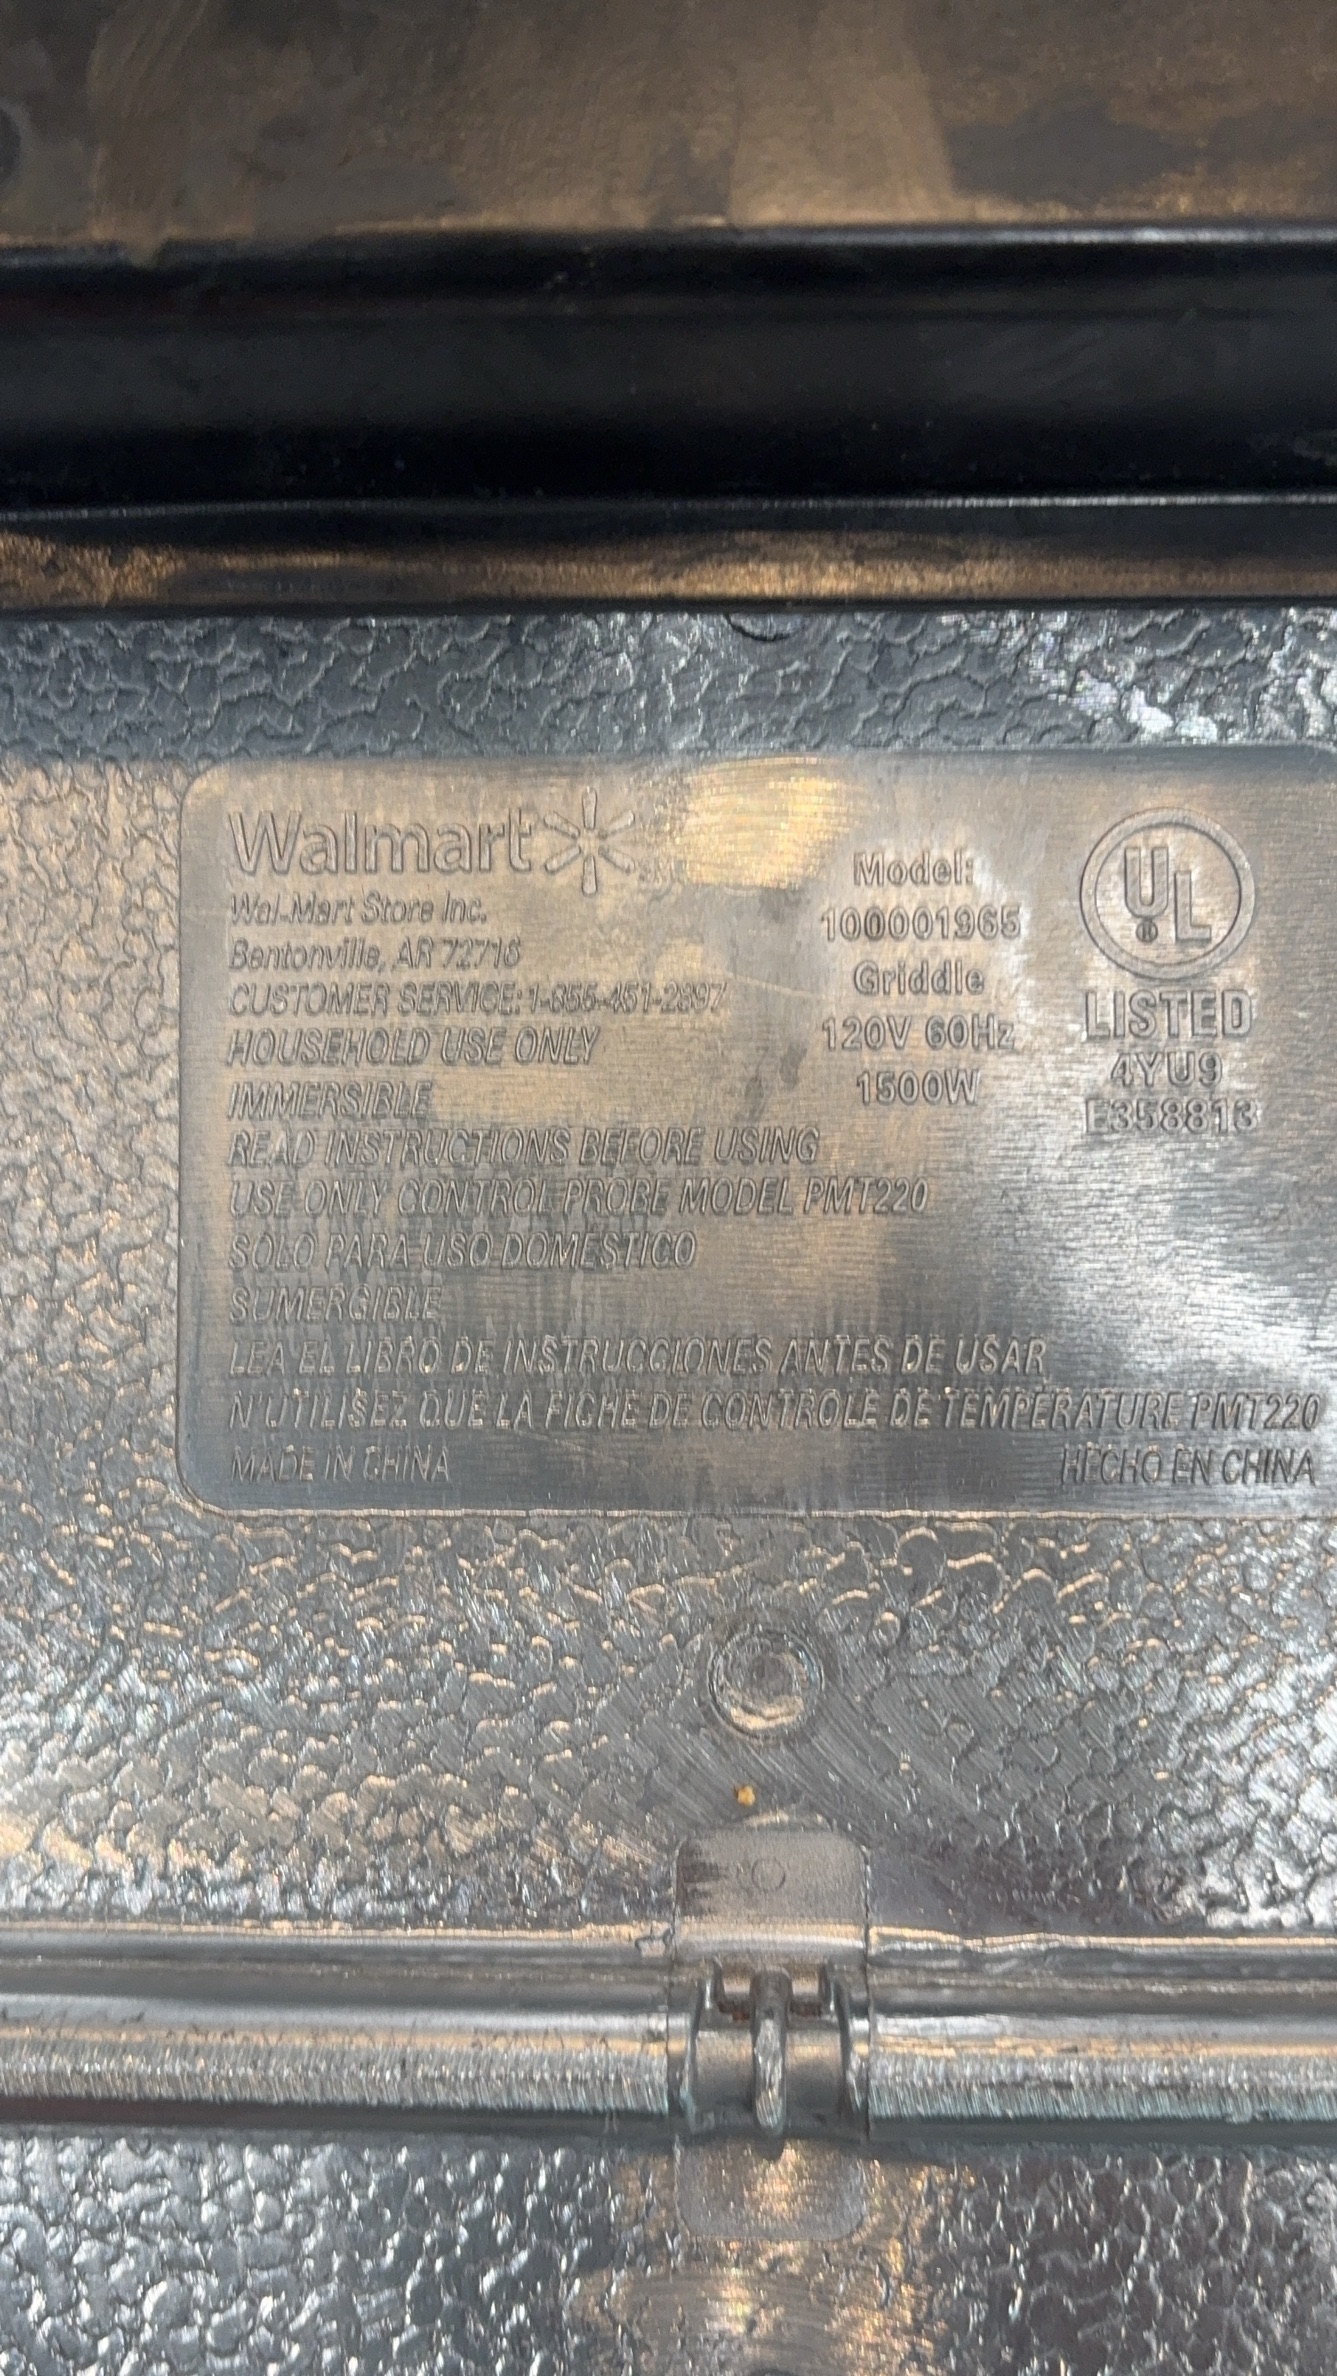 Walmart
Wal-Mart Store Inc.
Bentonville, AR 72716
CUSTOMER SERVICE: 1-855-451-2897
HOUSEHOLD USE ONLY
IMMERSIBLE
READ INSTRUCTIONS BEFORE USING
USE ONLY CONTROL PROBE MODEL PMT220
SOLO PARA USO DOMESTICO
SUMERGIBLE
LEA EL LIBRO DE INSTRUCCIONES ANTES DE USAR
N'UTILISEZ QUE LA FICHE DE CONTROLE DE TEMPÉRATURE PMT220
MADE IN CHINA HECHO EN CHINA
Model:
100001965
Griddle
120V 60Hz
1500W
UL
®
LISTED
4YU9
E358813